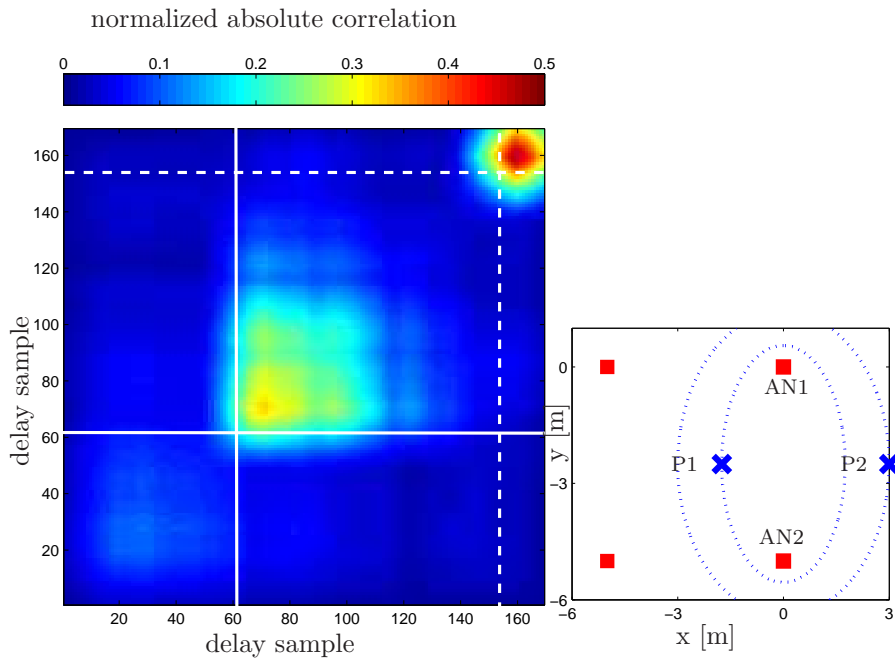 normalized absolute correlation
0 0.1 0.2 0.3 0.4 0.5
160
140
120
100
80
60
40
20
delay sample
20 40 60 80 100 120 140 160
delay sample
0
−3
−6
y [m]
AN1
P1 P2
AN2
−6 −3 0 3
x [m]